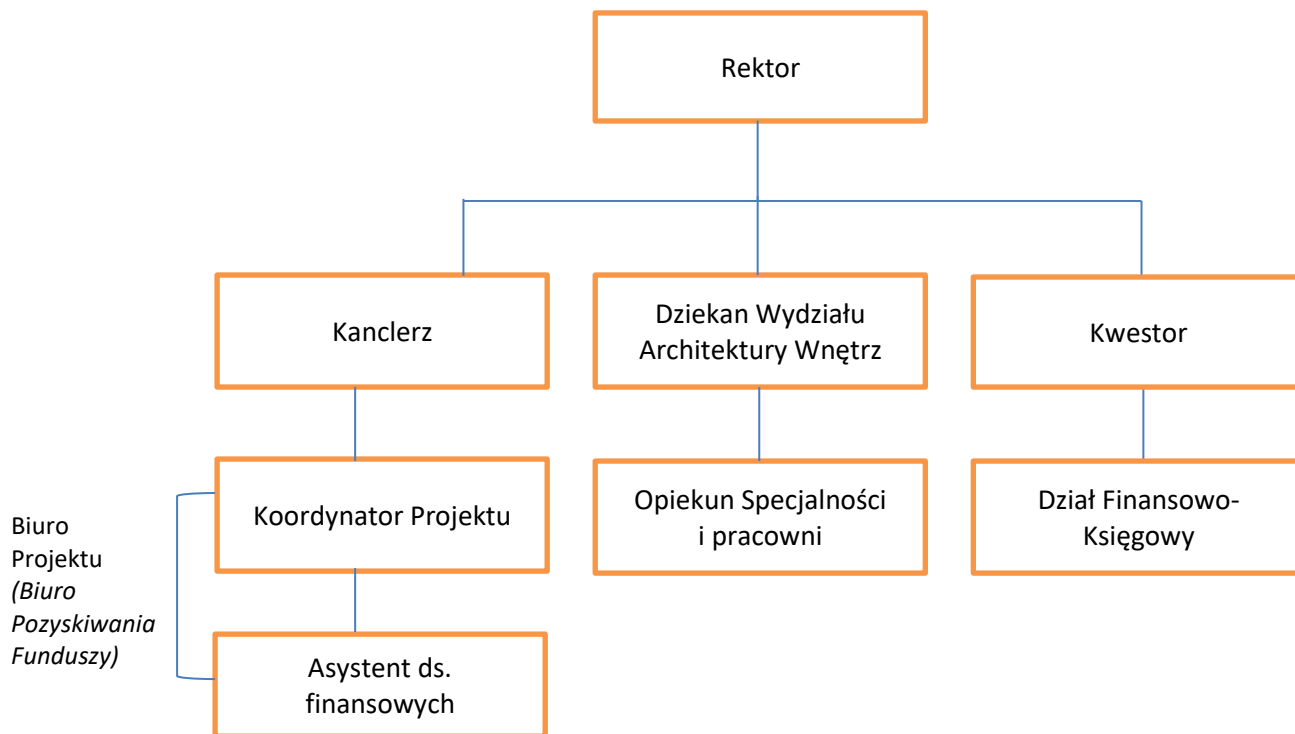 Rektor
Kanclerz
Dziekan Wydziału
Architektury Wnętrz
Kwestor
Koordynator Projektu
Opiekun Specjalności
i pracowni
Dział Finansowo-
Księgowy
Biuro
Projektu
(Biuro
Pozyskiwania
Funduszy)
Asystent ds.
finansowych